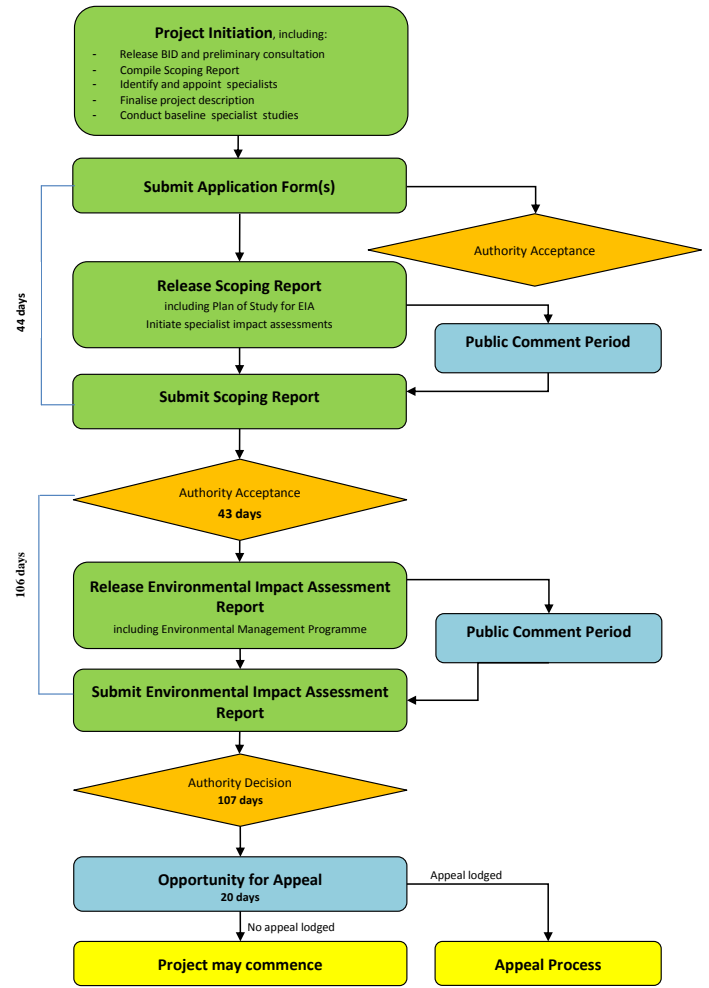 Project Initiation, including:
- Release BID and preliminary consultation
- Compile Scoping Report
- Identify and appoint specialists
- Finalise project description
- Conduct baseline specialist studies
Submit Application Form(s)
Authority Acceptance
44 days
Release Scoping Report
including Plan of Study for EIA
Initiate specialist impact assessments
Public Comment Period
Submit Scoping Report
Authority Acceptance
43 days
106 days
Release Environmental Impact Assessment
Report
including Environmental Management Programme
Public Comment Period
Submit Environmental Impact Assessment
Report
Authority Decision
107 days
Opportunity for Appeal
20 days
Appeal lodged
No appeal lodged
Project may commence
Appeal Process